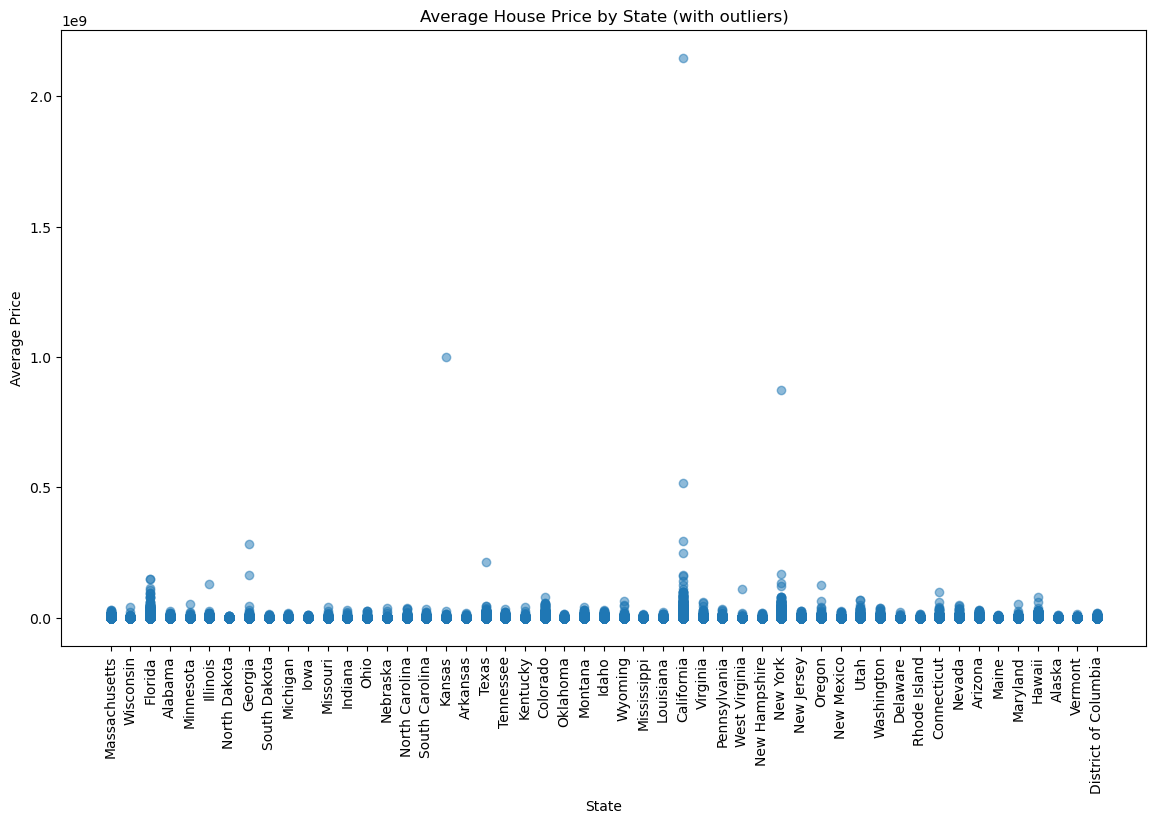 Average House Price by State (with outliers)
1e9
2.0
1.5
1.0
0.5
0.0
Average Price
Massachusetts
Wisconsin
Florida
Alabama
Minnesota
Illinois
North Dakota
Georgia
South Dakota
Michigan
Iowa
Missouri
Indiana
Ohio
Nebraska
North Carolina
South Carolina
Kansas
Arkansas
Texas
Tennessee
Kentucky
Colorado
Oklahoma
Montana
Idaho
Wyoming
Mississippi
Louisiana
California
Virginia
Pennsylvania
West Virginia
New Hampshire
New York
New Jersey
Oregon
New Mexico
Utah
Washington
Delaware
Rhode Island
Connecticut
Nevada
Arizona
Maine
Maryland
Hawaii
Alaska
Vermont
District of Columbia
State